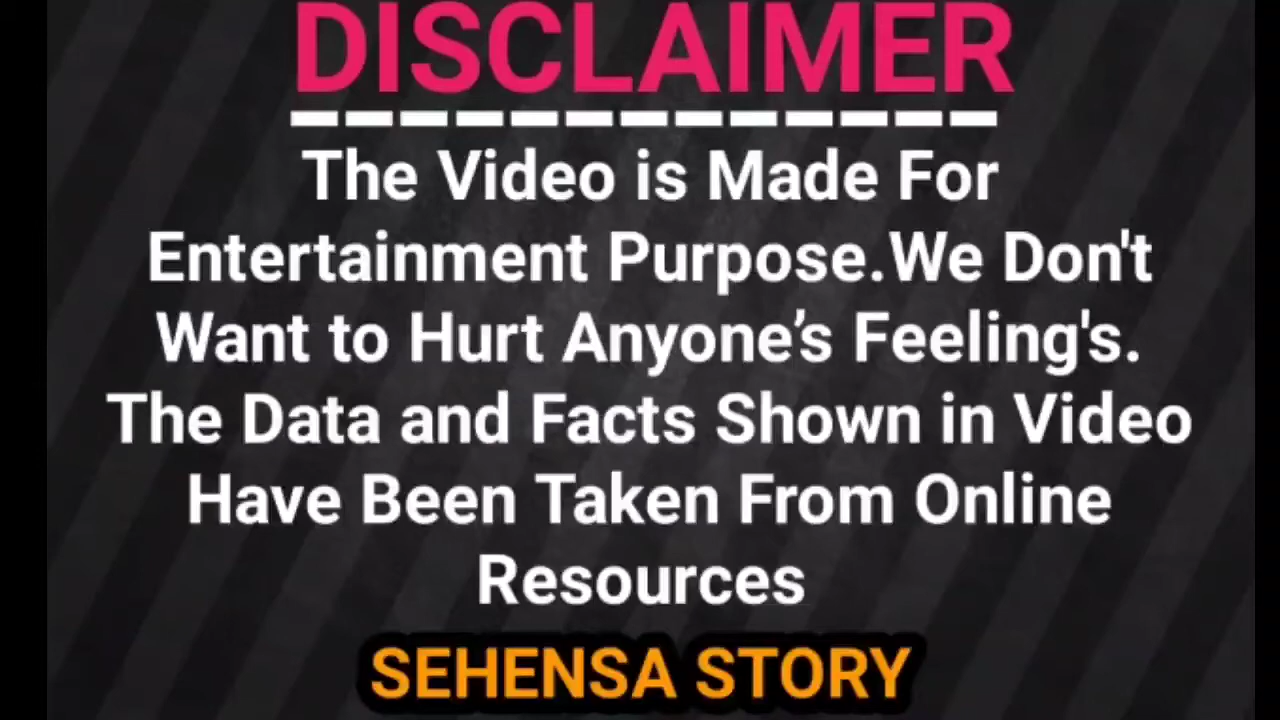 DISCLAIMER
The Video is Made For
Entertainment Purpose.We Don't
Want to Hurt Anyone’s Feeling's.
The Data and Facts Shown in Video
Have Been Taken From Online
Resources
SEHENSA STORY